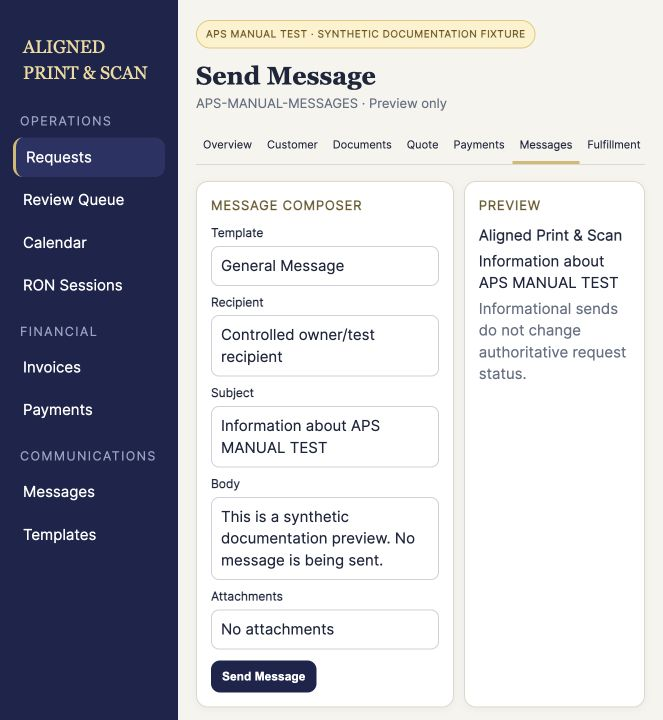 ALIGNED
PRINT & SCAN
OPERATIONS
Requests
Review Queue
Calendar
RON Sessions
FINANCIAL
Invoices
Payments
COMMUNICATIONS
Messages
Templates
APS MANUAL TEST · SYNTHETIC DOCUMENTATION FIXTURE
Send Message
APS-MANUAL-MESSAGES · Preview only
Overview Customer Documents Quote Payments Messages Fulfillment
MESSAGE COMPOSER
Template
General Message
Recipient
Controlled owner/test
recipient
Subject
Information about APS
MANUAL TEST
Body
This is a synthetic
documentation preview. No
message is being sent.
Attachments
No attachments
Send Message
PREVIEW
Aligned Print & Scan
Information about
APS MANUAL TEST
Informational sends
do not change
authoritative request
status.